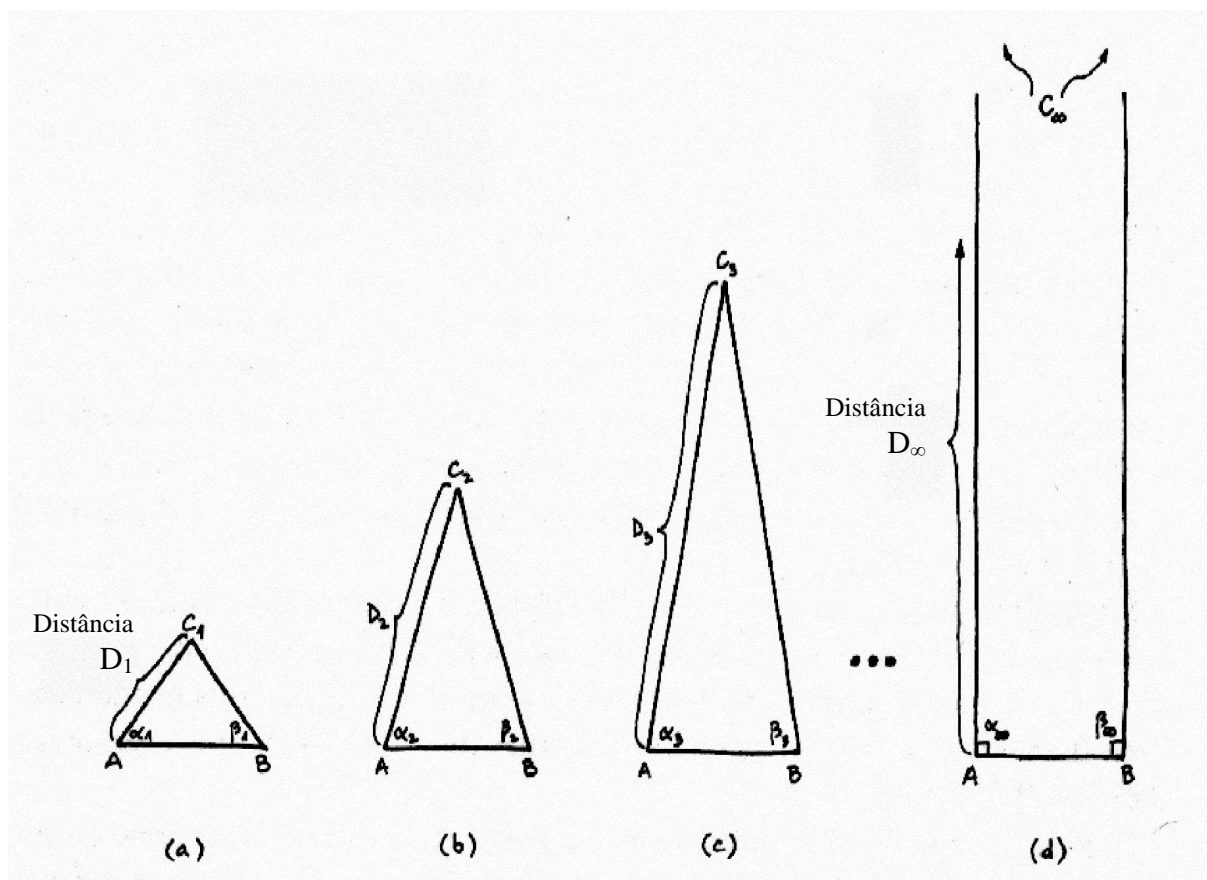 C∞
C₃
Distância
D∞
C₂
D₃
D₂
Distância
C₁
D₁
α₁ β₁
α₂ β₂
α₃ β₃
α∞ β∞
A B
A B
A B
A B
(a) (b) (c) (d)